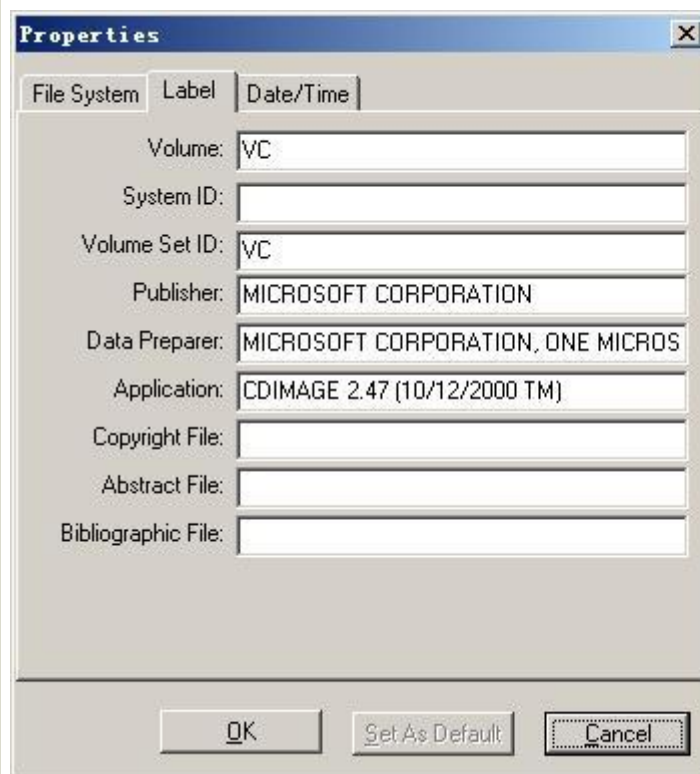 Properties
File System Label Date/Time
Volume: VC
System ID:
Volume Set ID: VC
Publisher: MICROSOFT CORPORATION
Data Preparer: MICROSOFT CORPORATION, ONE MICROS
Application: CDIMAGE 2.47 (10/12/2000 TM)
Copyright File:
Abstract File:
Bibliographic File:
OK Set As Default Cancel